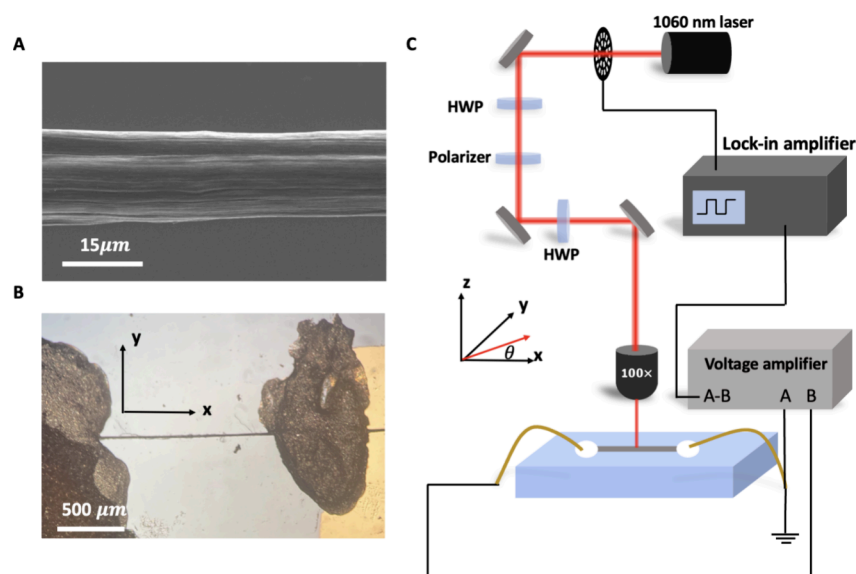 A
15μm
B
y
x
500 μm
C
1060 nm laser
HWP
Polarizer
HWP
Lock-in amplifier
z
y
θ
x
100×
Voltage amplifier
A-B A B